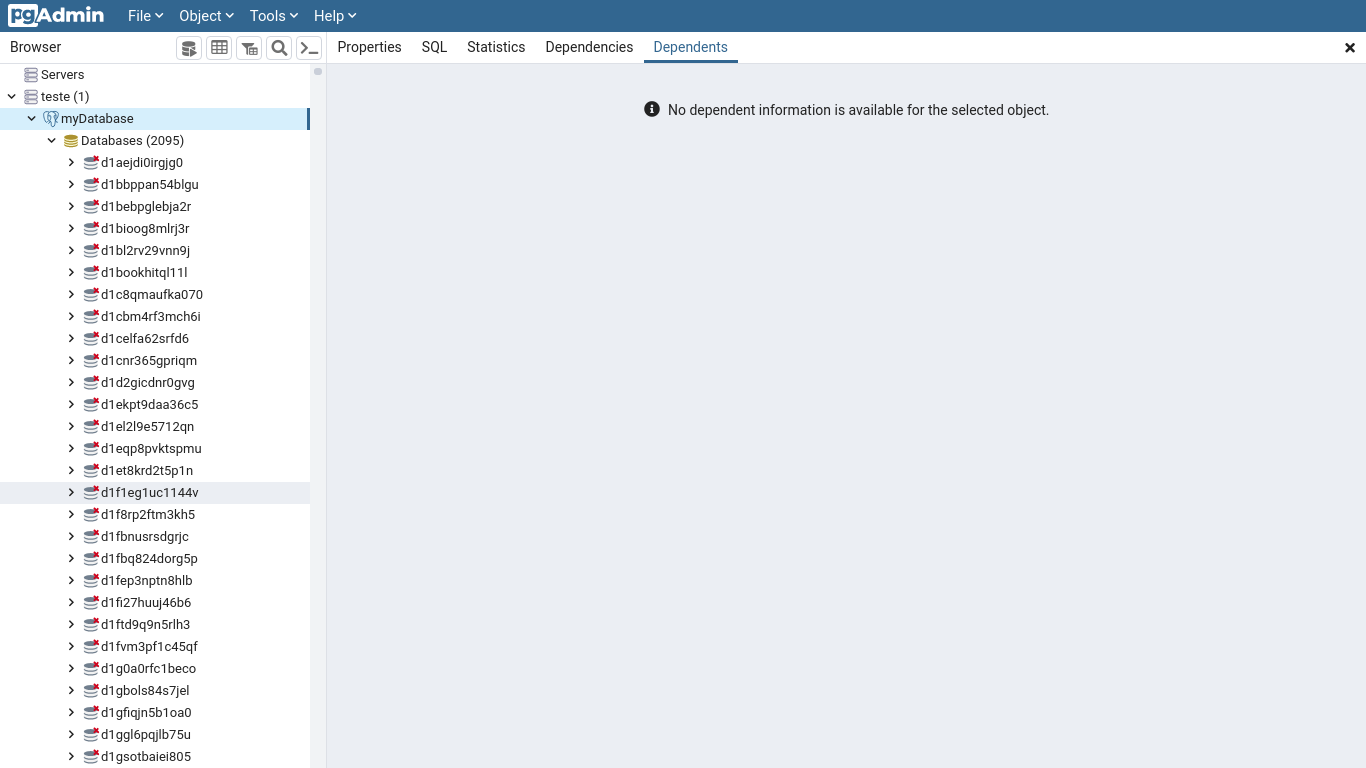 pgAdmin File Object Tools Help
Browser
Properties SQL Statistics Dependencies Dependents
No dependent information is available for the selected object.
Servers
teste (1)
myDatabase
Databases (2095)
d1aejdi0irgjg0
d1bbppan54blgu
d1bebpglebja2r
d1bioog8mlrj3r
d1bl2rv29vnn9j
d1bookhitql11l
d1c8qmaufka070
d1cbm4rf3mch6i
d1celfa62srfd6
d1cnr365gpriqm
d1d2gicdnr0gvg
d1ekpt9daa36c5
d1el2l9e5712qn
d1eqp8pvktspmu
d1et8krd2t5p1n
d1f1eg1uc1144v
d1f8rp2ftm3kh5
d1fbnusrsdgrjc
d1fbq824dorg5p
d1fep3nptn8hlb
d1fi27huuj46b6
d1ftd9q9n5rlh3
d1fvm3pf1c45qf
d1g0a0rfc1beco
d1gbols84s7jel
d1gfiqjn5b1oa0
d1ggl6pqjlb75u
d1gsotbaiei805